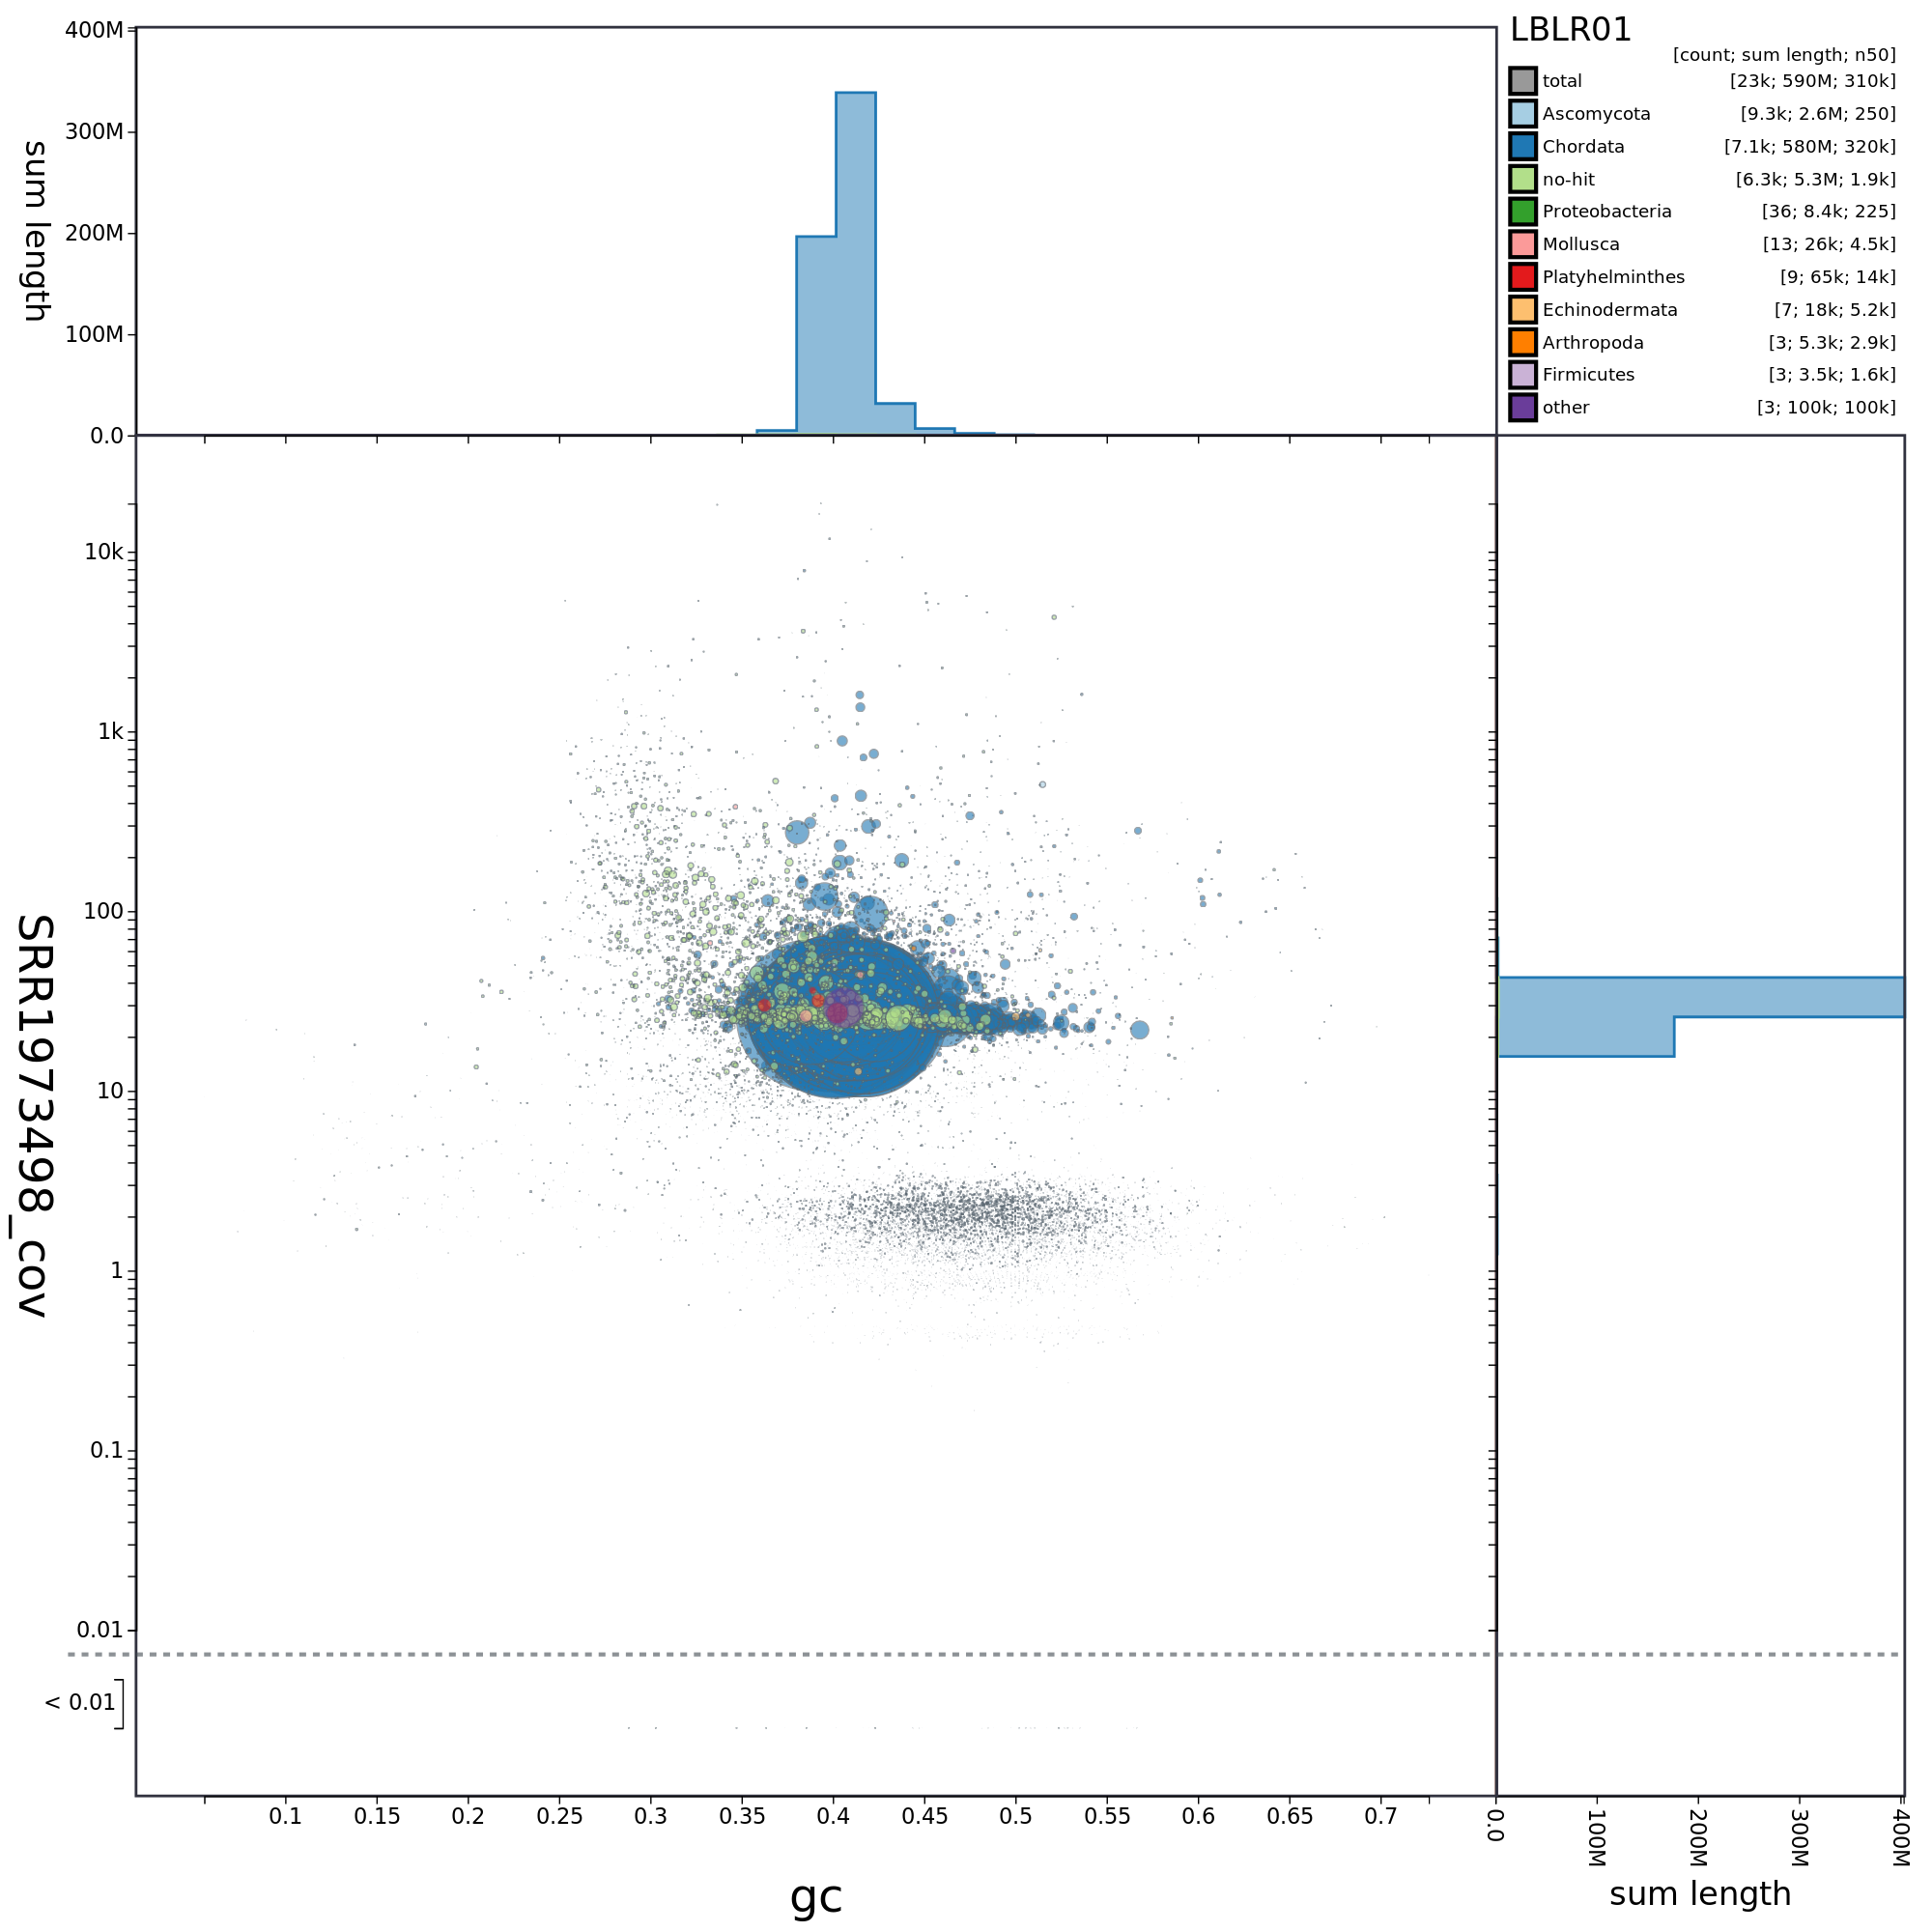 LBLR01
[count; sum length; n50]
total [23k; 590M; 310k]
Ascomycota [9.3k; 2.6M; 250]
Chordata [7.1k; 580M; 320k]
no-hit [6.3k; 5.3M; 1.9k]
Proteobacteria [36; 8.4k; 225]
Mollusca [13; 26k; 4.5k]
Platyhelminthes [9; 65k; 14k]
Echinodermata [7; 18k; 5.2k]
Arthropoda [3; 5.3k; 2.9k]
Firmicutes [3; 3.5k; 1.6k]
other [3; 100k; 100k]
sum length
400M
300M
200M
100M
0.0
SRR1973498_cov
10k
1k
100
10
1
0.1
0.01
< 0.01
0.1 0.15 0.2 0.25 0.3 0.35 0.4 0.45 0.5 0.55 0.6 0.65 0.7
gc
0.0 100M 200M 300M 400M
sum length